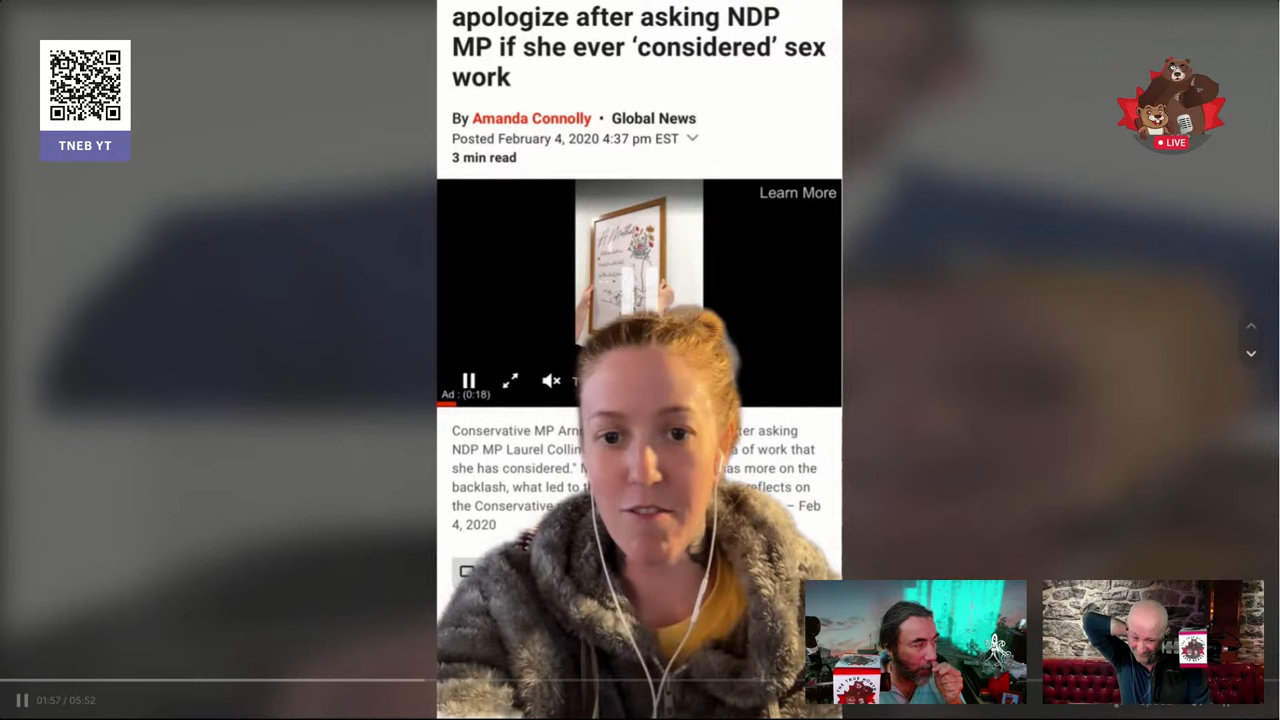 TNEB YT
LIVE
apologize after asking NDP
MP if she ever ‘considered’ sex
work
By Amanda Connolly • Global News
Posted February 4, 2020 4:37 pm EST
3 min read
Learn More
Ad : (0:18)
Conservative MP Arn ter asking
NDP MP Laurel Collin a of work that
she has considered." as more on the
backlash, what led to t reflects on
the Conservative – Feb
4, 2020
01:57 / 05:52